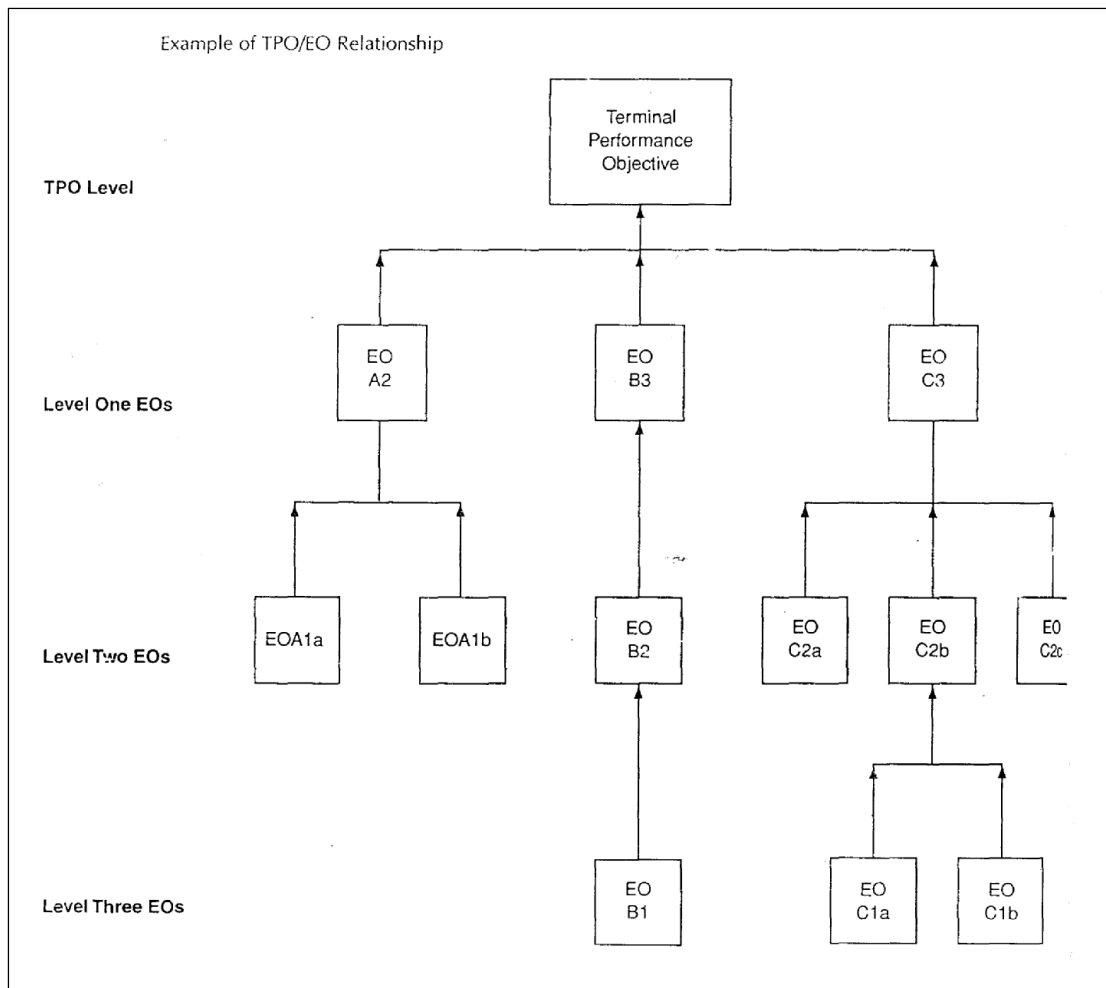 Example of TPO/EO Relationship
Terminal
Performance
Objective
TPO Level
EO
A2
EO
B3
EO
C3
Level One EOs
EOA1a
EOA1b
EO
B2
EO
C2a
EO
C2b
EO
C2c
Level Two EOs
EO
B1
EO
C1a
EO
C1b
Level Three EOs